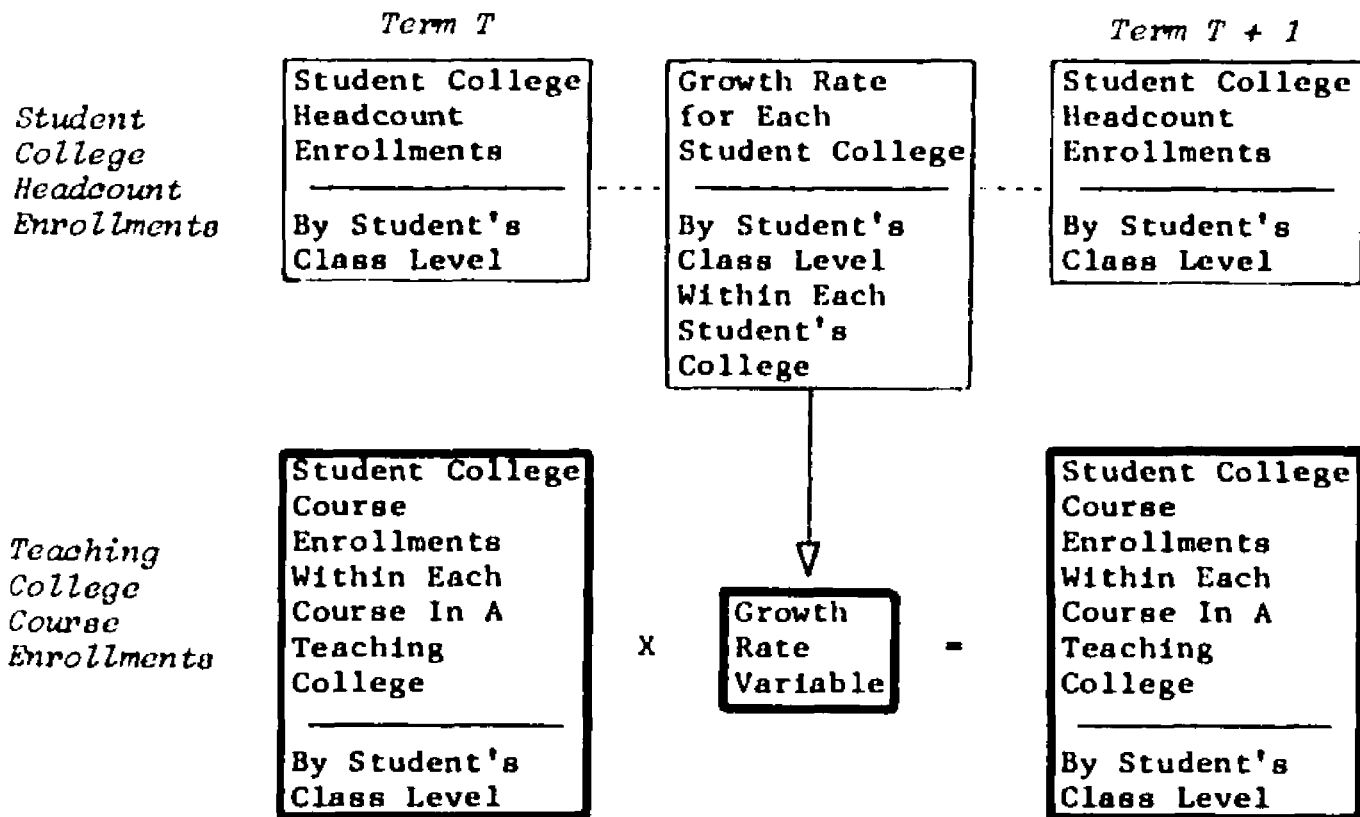 Term T
Term T + 1
Student
College
Headcount
Enrollments
Student College
Headcount
Enrollments
By Student's
Class Level
Growth Rate
for Each
Student College
By Student's
Class Level
Within Each
Student's
College
Student College
Headcount
Enrollments
By Student's
Class Level
Teaching
College
Course
Enrollments
Student College
Course
Enrollments
Within Each
Course In A
Teaching
College
By Student's
Class Level
X
Growth
Rate
Variable
=
Student College
Course
Enrollments
Within Each
Course In A
Teaching
College
By Student's
Class Level